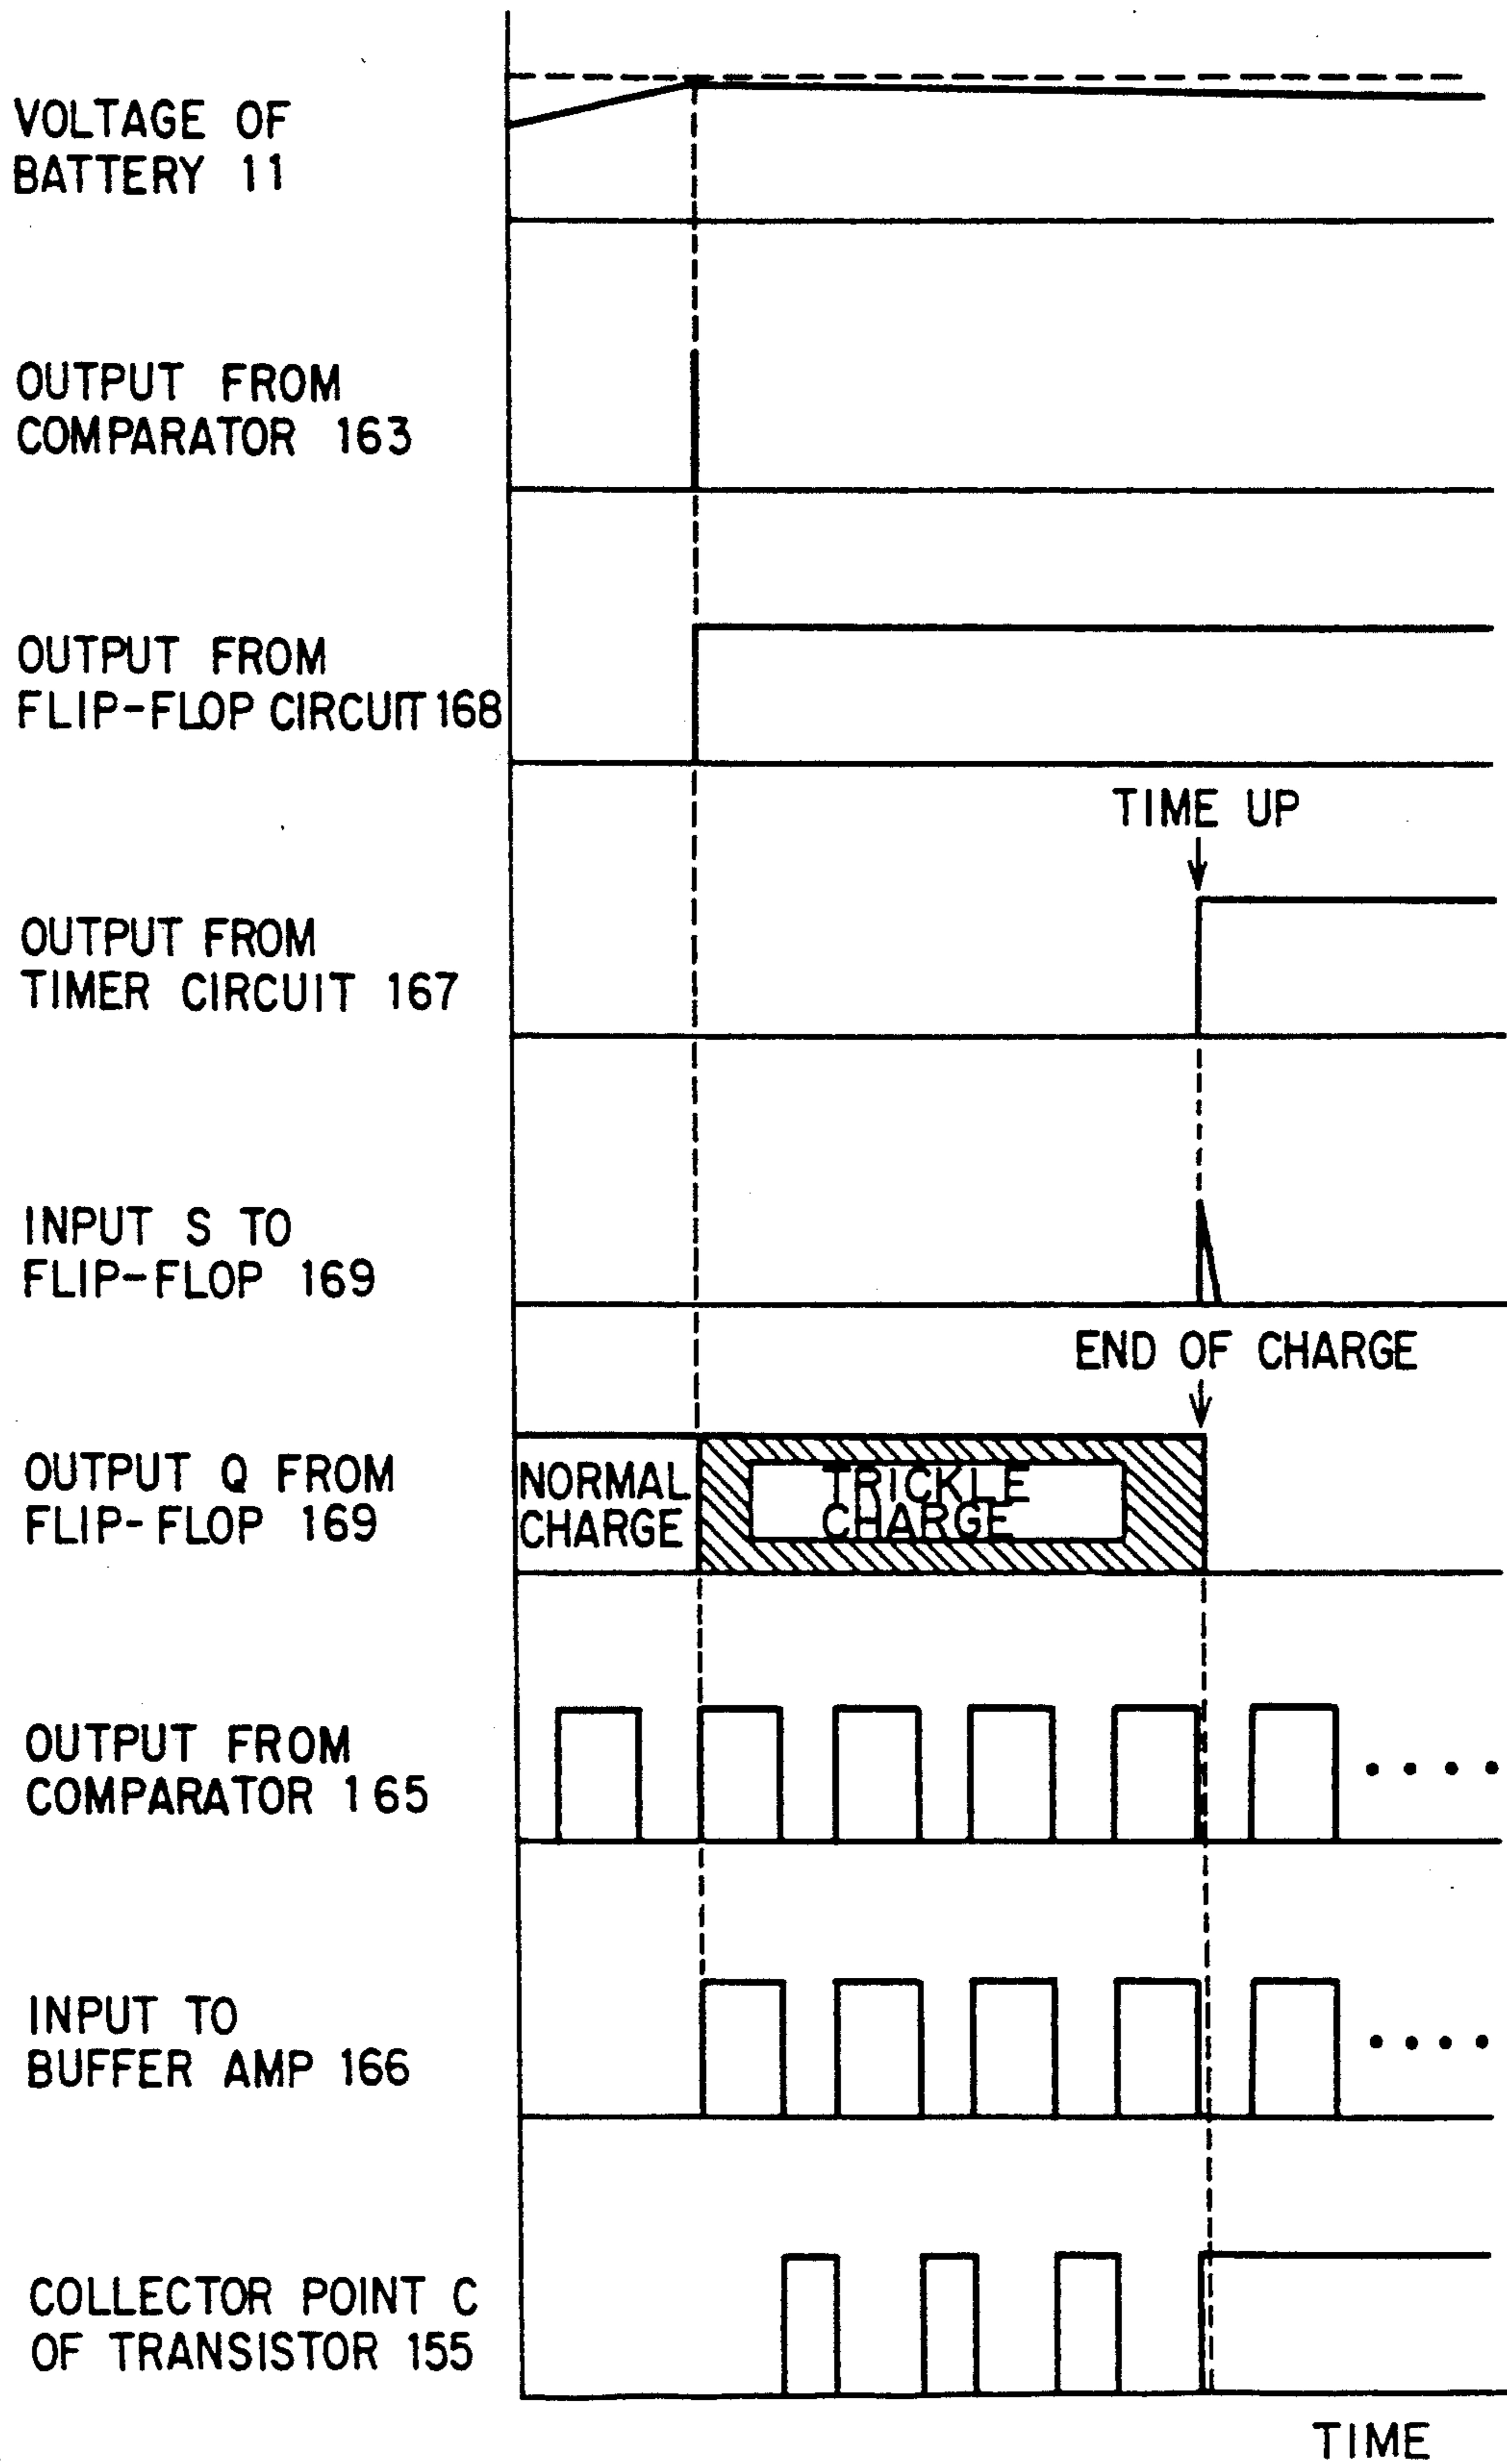 VOLTAGE OF
BATTERY 11
OUTPUT FROM
COMPARATOR 163
OUTPUT FROM
FLIP-FLOP CIRCUIT 168
TIME UP
OUTPUT FROM
TIMER CIRCUIT 167
INPUT S TO
FLIP-FLOP 169
END OF CHARGE
OUTPUT Q FROM
FLIP-FLOP 169
NORMAL
CHARGE
TRICKLE
CHARGE
OUTPUT FROM
COMPARATOR 165
INPUT TO
BUFFER AMP 166
COLLECTOR POINT C
OF TRANSISTOR 155
TIME